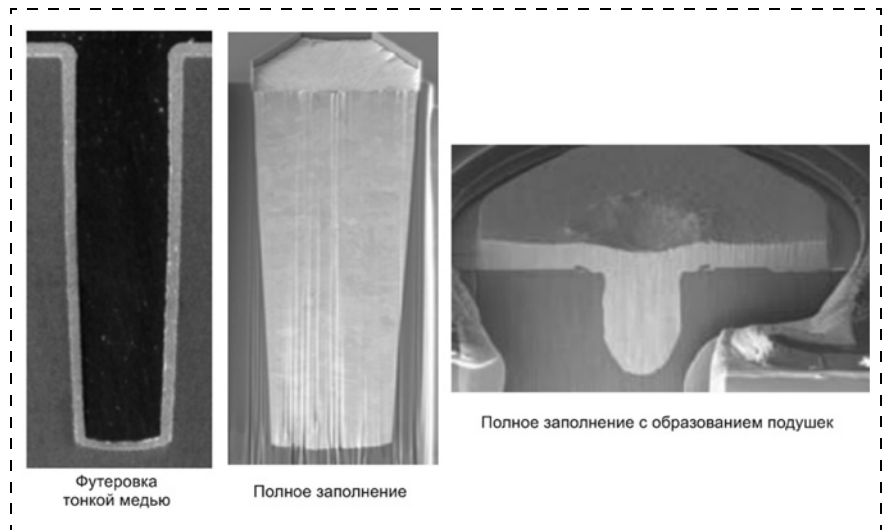 Футеровка
тонкой медью
Полное заполнение
Полное заполнение с образованием подушек